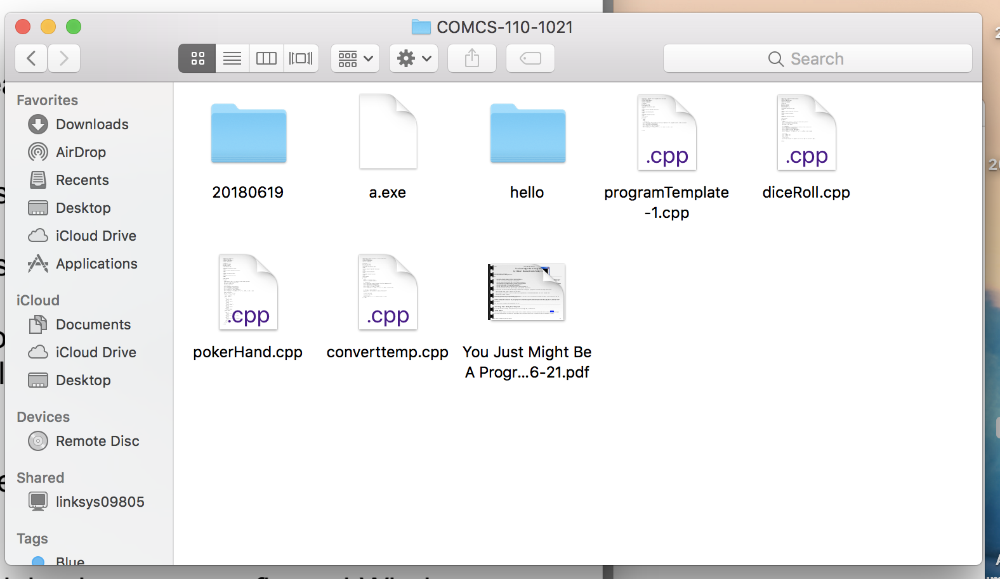 COMCS-110-1021
Search
Favorites
Downloads
AirDrop
Recents
Desktop
iCloud Drive
Applications
iCloud
Documents
iCloud Drive
Desktop
Devices
Remote Disc
Shared
linksys09805
Tags
Blue
20180619
a.exe
hello
.cpp
programTemplate
-1.cpp
.cpp
diceRoll.cpp
.cpp
pokerHand.cpp
.cpp
converttemp.cpp
You Just Might Be
A Progr...6-21.pdf